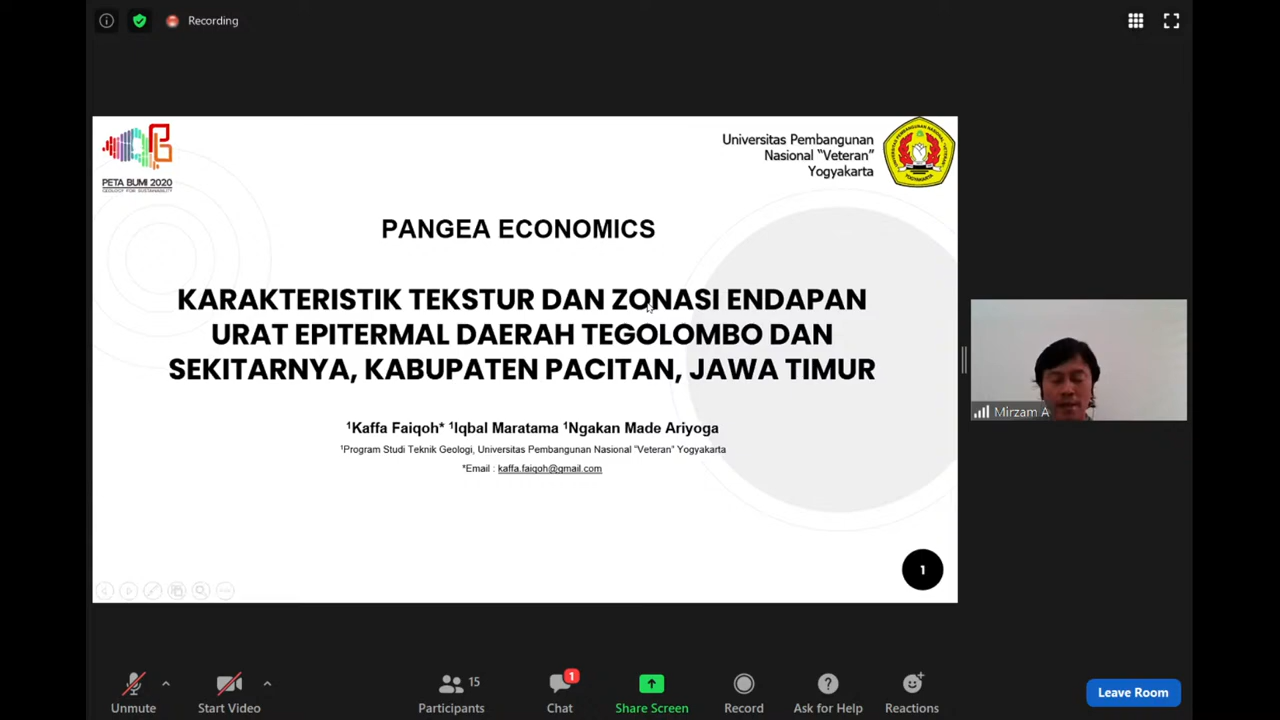 Recording
Universitas Pembangunan
Nasional "Veteran"
Yogyakarta
PETA BUMI 2020
GEOLOGY FOR SUSTAINABILITY
PANGEA ECONOMICS
KARAKTERISTIK TEKSTUR DAN ZONASI ENDAPAN
URAT EPITERMAL DAERAH TEGOLOMBO DAN
SEKITARNYA, KABUPATEN PACITAN, JAWA TIMUR
¹Kaffa Faiqoh* ¹Iqbal Maratama ¹Ngakan Made Ariyoga
¹Program Studi Teknik Geologi, Universitas Pembangunan Nasional "Veteran" Yogyakarta
*Email : kaffa.faiqoh@gmail.com
1
Mirzam A
Unmute
Start Video
15
Participants
1
Chat
Share Screen
Record
Ask for Help
Reactions
Leave Room